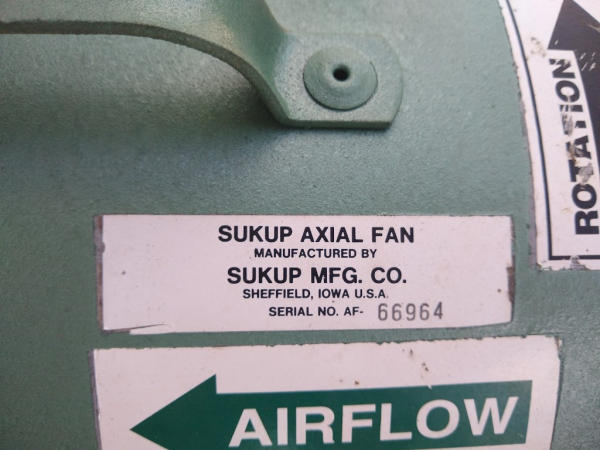 ROTATION
SUKUP AXIAL FAN
MANUFACTURED BY
SUKUP MFG. CO.
SHEFFIELD, IOWA U.S.A.
SERIAL NO. AF- 66964
AIRFLOW